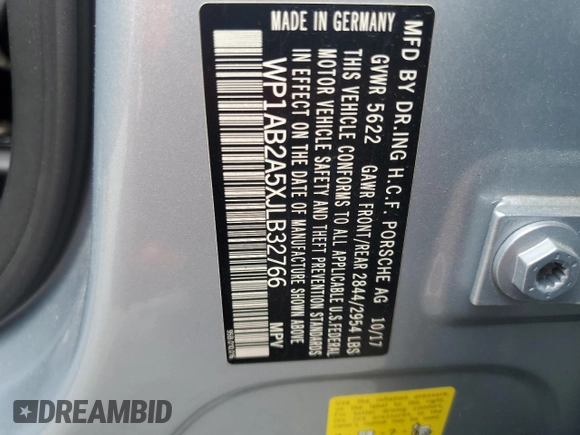 MFD BY DR.ING H.C.F. PORSCHE AG 10/17
GVWR 5622 GAWR FRONT/REAR 2844/2954 LBS
THIS VEHICLE CONFORMS TO ALL APPLICABLE U.S.FEDERAL
MOTOR VEHICLE SAFETY AND THEFT PREVENTION STANDARDS
IN EFFECT ON THE DATE OF MANUFACTURE SHOWN ABOVE
WP1AB2A5XJLB32766 MPV
MADE IN GERMANY
DREAMBID